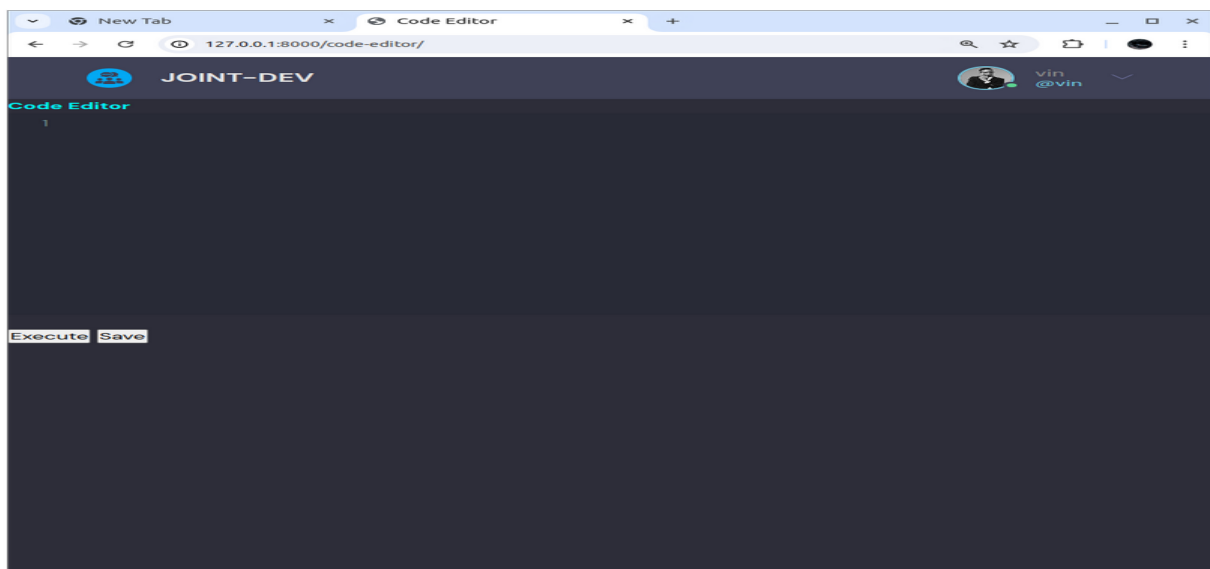 New Tab
Code Editor
127.0.0.1:8000/code-editor/
JOINT-DEV
vin
@vin
Code Editor
1
Execute Save